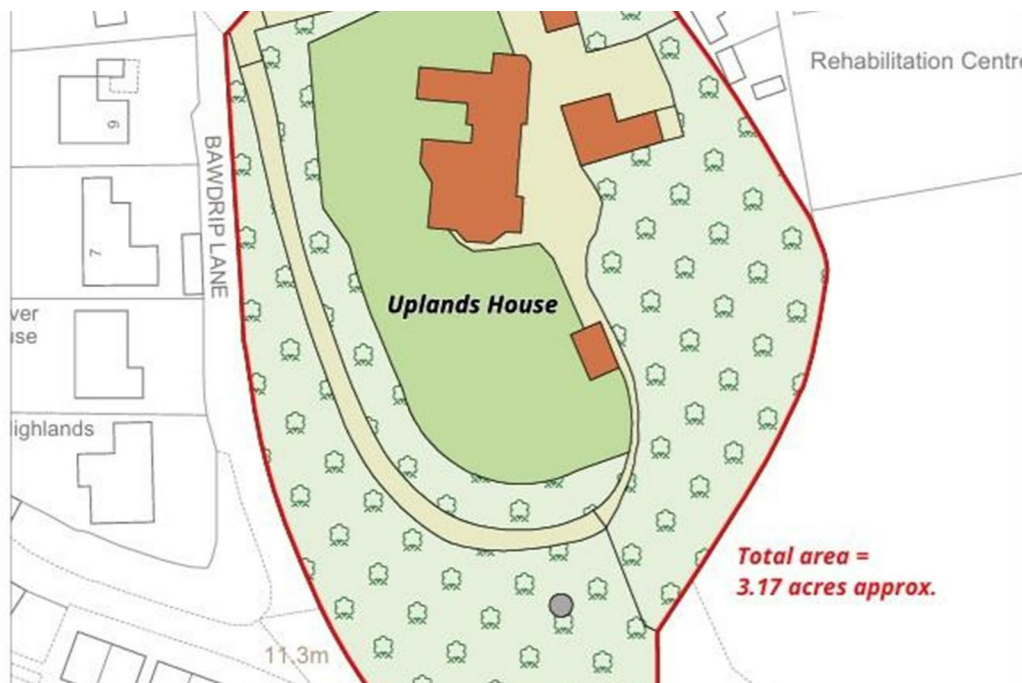 Rehabilitation Centre
9
BAWDRIP LANE
7
Uplands House
ver
use
Highlands
Total area =
3.17 acres approx.
11.3m